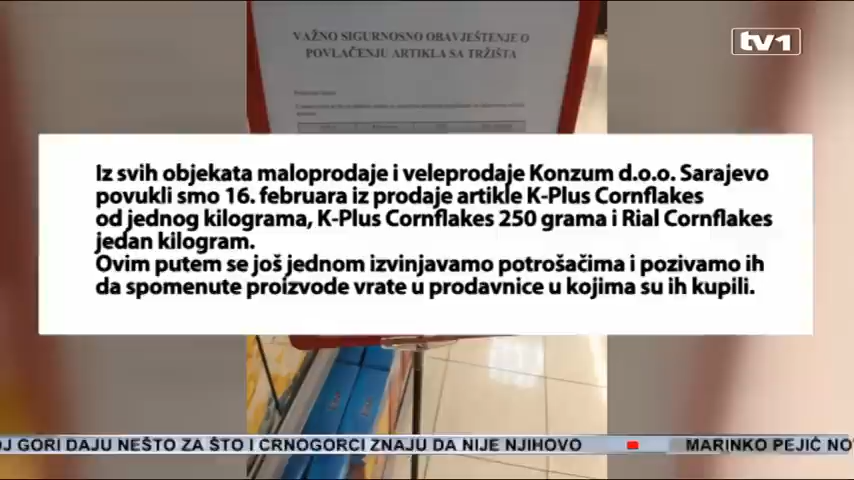 tv1
VAŽNO SIGURNOSNO OBAVJEŠTENJE O
POVLAČENJU ARTIKLA SA TRŽIŠTA
Iz svih objekata maloprodaje i veleprodaje Konzum d.o.o. Sarajevo
povukli smo 16. februara iz prodaje artikle K-Plus Cornflakes
od jednog kilograma, K-Plus Cornflakes 250 grama i Rial Cornflakes
jedan kilogram.
Ovim putem se još jednom izvinjavamo potrošačima i pozivamo ih
da spomenute proizvode vrate u prodavnice u kojima su ih kupili.
OJ GORI DAJU NEŠTO ZA ŠTO I CRNOGORCI ZNAJU DA NIJE NJIHOVO
MARINKO PEJIĆ NO